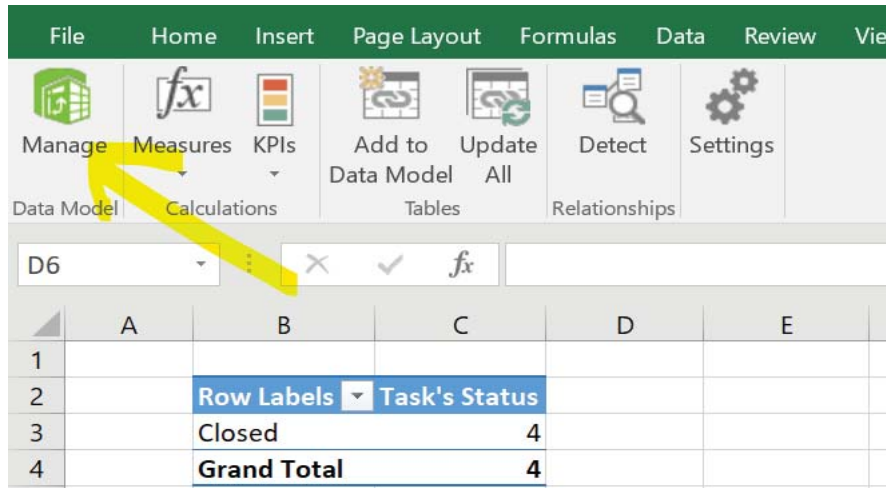 File Home Insert Page Layout Formulas Data Review Vie
Manage Measures KPIs Add to Data Model Update All Detect Settings
Data Model Calculations Tables Relationships
D6 fx
A B C D E
1
2 Row Labels Task's Status
3 Closed 4
4 Grand Total 4